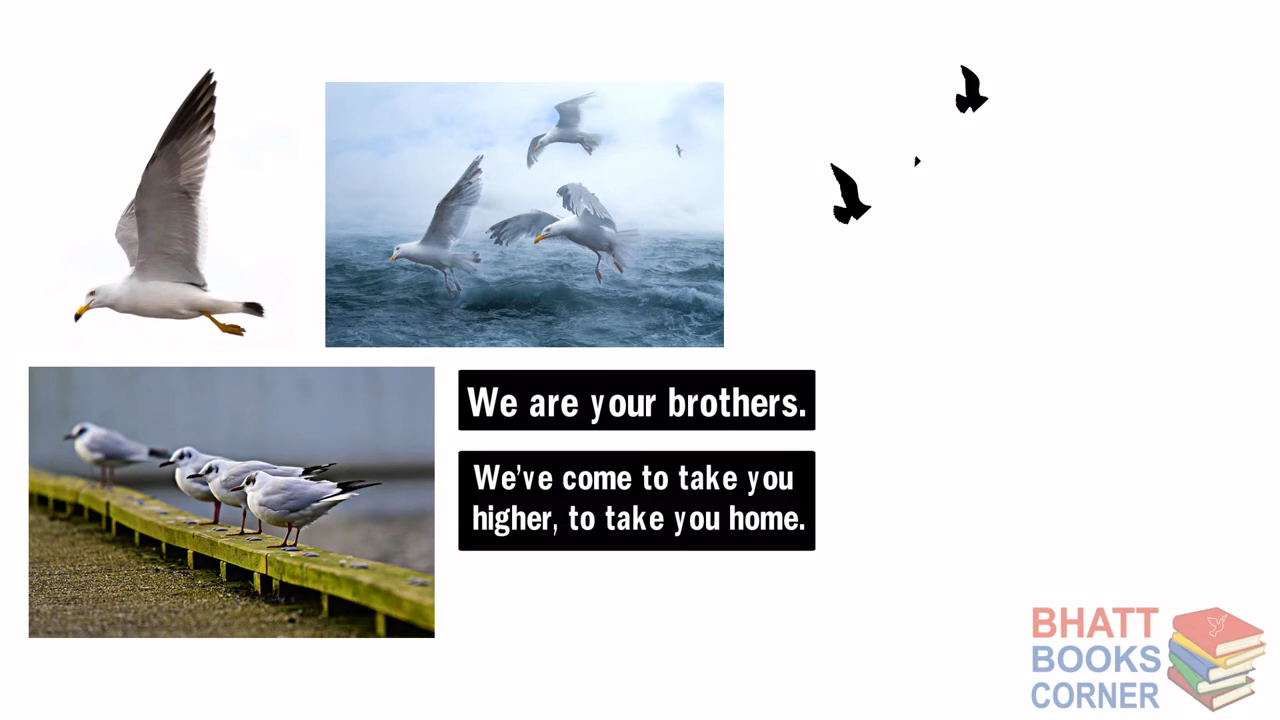 We are your brothers.
We've come to take you
higher, to take you home.
BHATT
BOOKS
CORNER